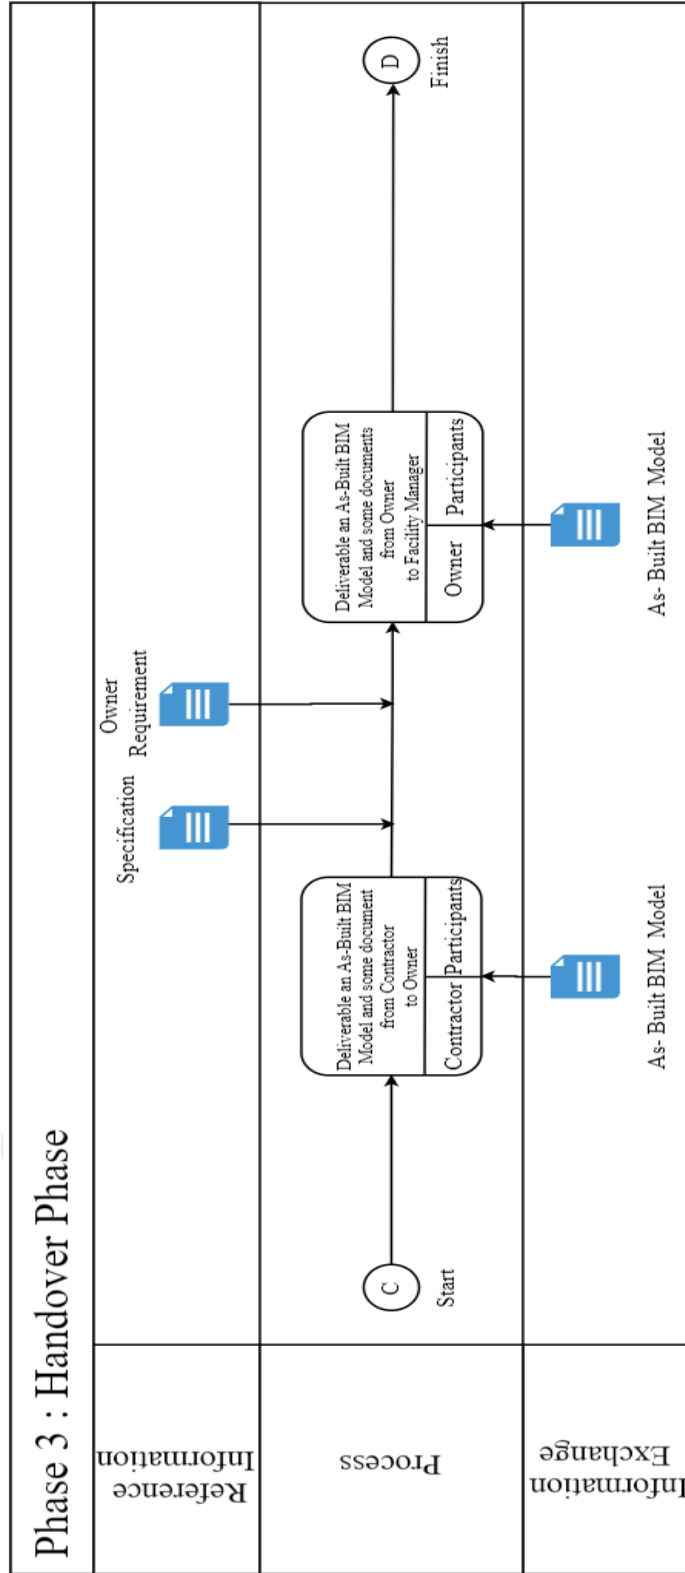 Phase 3 : Handover Phase
Reference
Information
Specification
Owner
Requirement
Process
C
Start
Deliverable an As-Built BIM
Model and some document
from Contractor
to Owner
Contractor
Participants
Deliverable an As-Built BIM
Model and some documents
from Owner
to Facility Manager
Owner
Participants
D
Finish
Information
Exchange
As- Built BIM Model
As- Built BIM Model